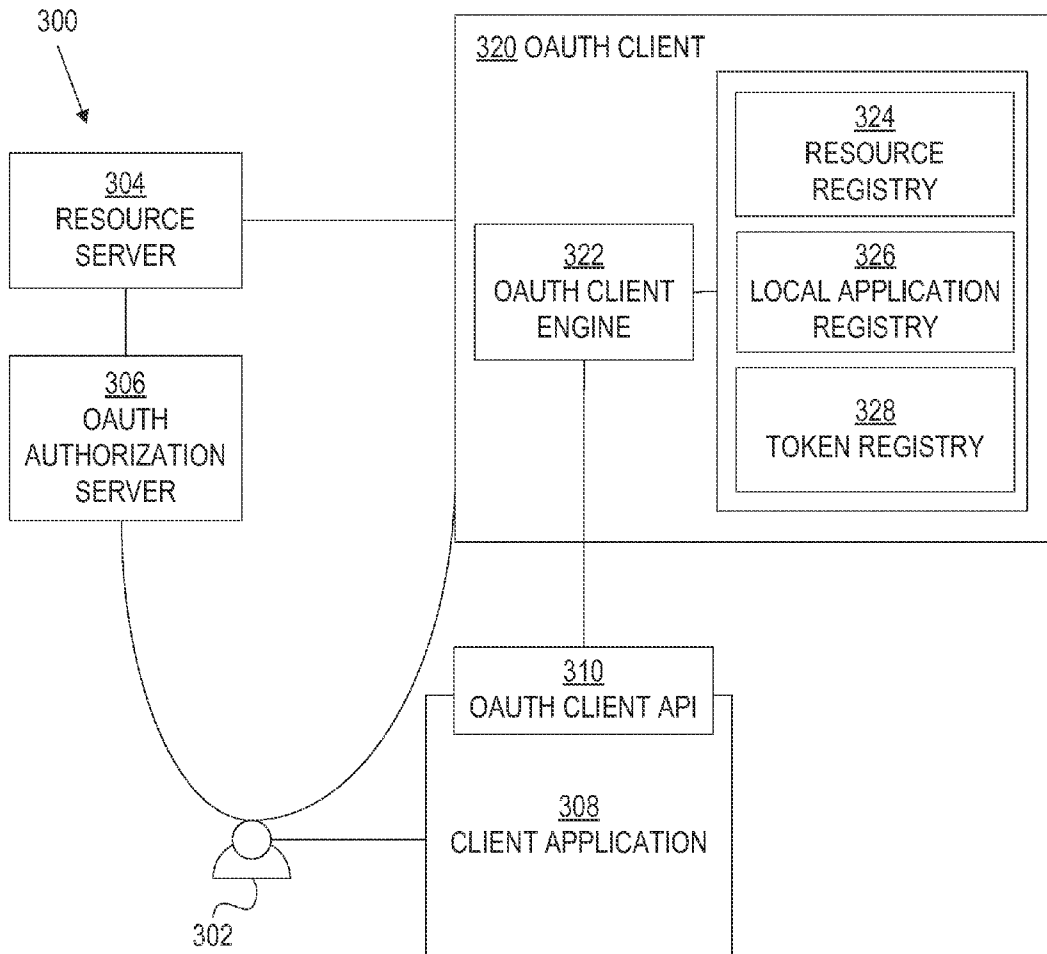 300
320 OAUTH CLIENT
324
RESOURCE
REGISTRY
304
RESOURCE
SERVER
322
OAUTH CLIENT
ENGINE
326
LOCAL APPLICATION
REGISTRY
306
OAUTH
AUTHORIZATION
SERVER
328
TOKEN REGISTRY
310
OAUTH CLIENT API
308
CLIENT APPLICATION
302